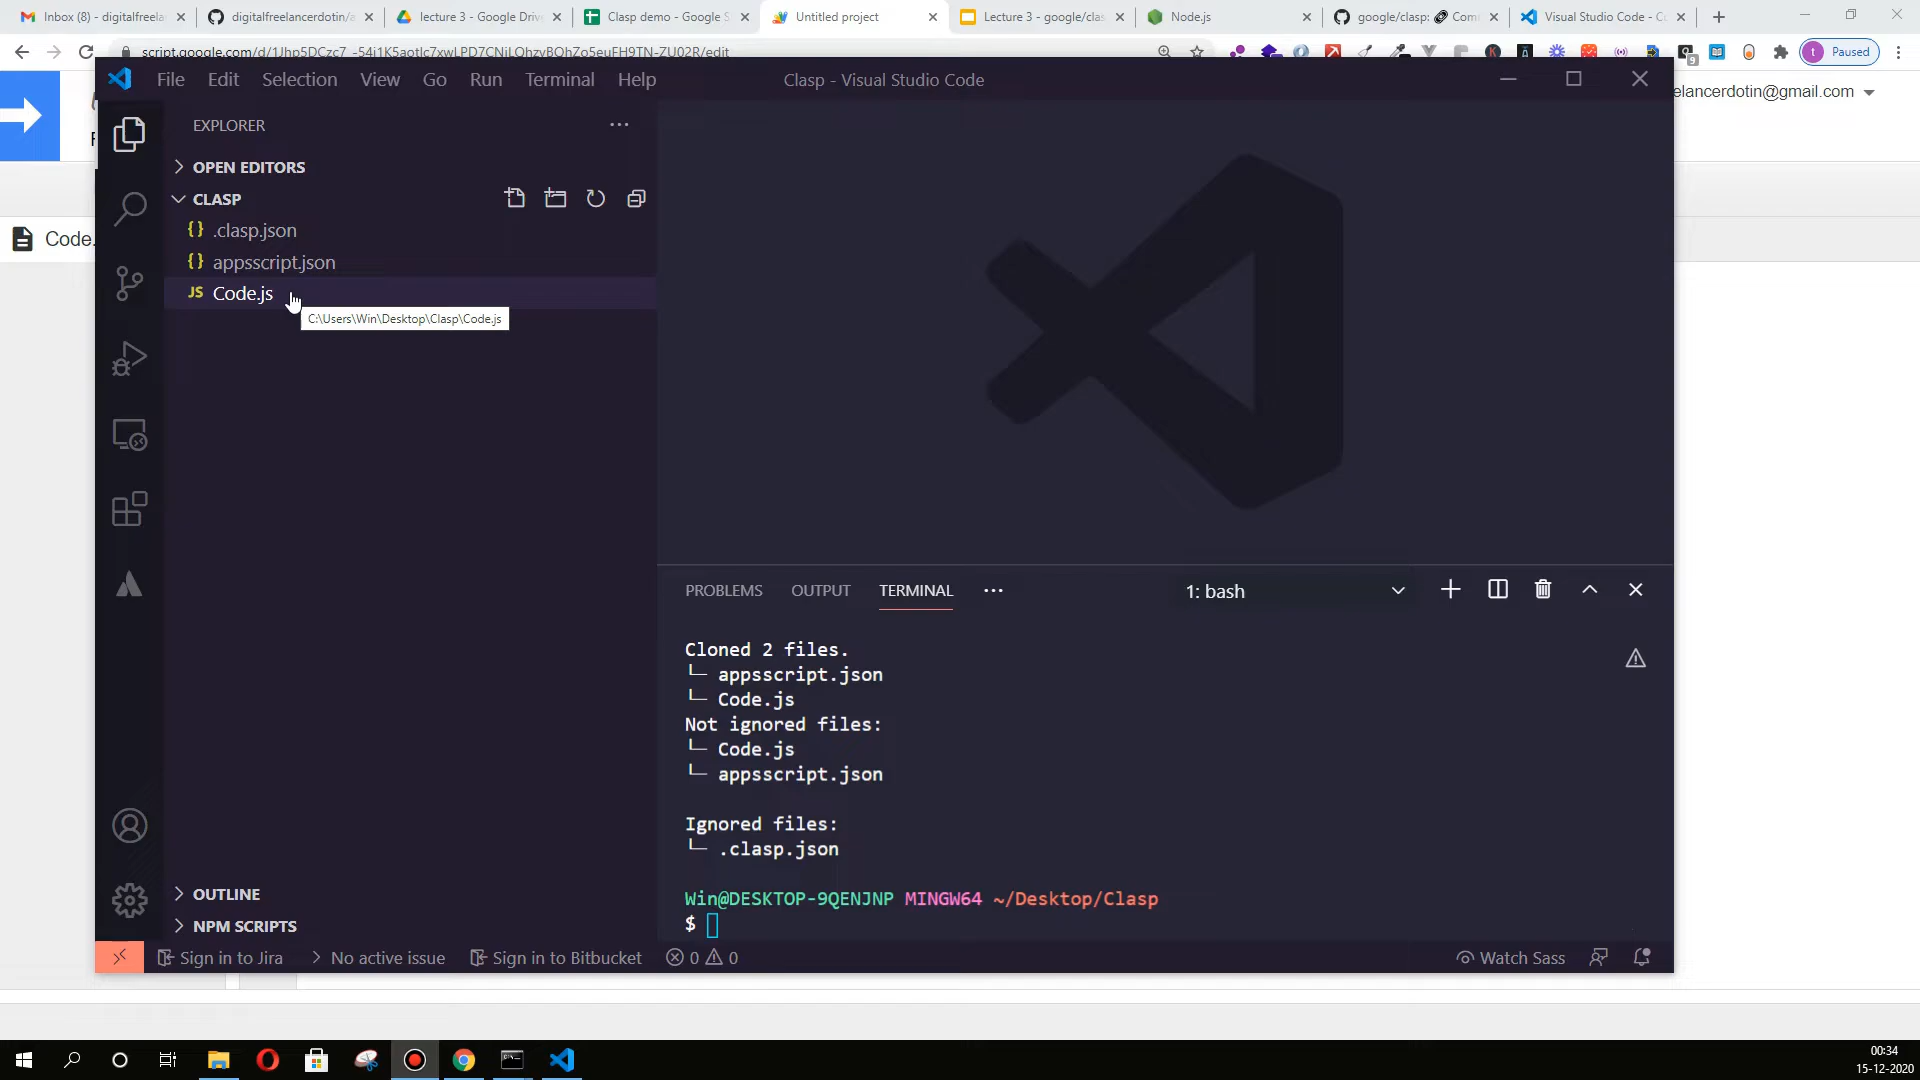 Inbox (8) - digitalfreela
digitalfreelancerdotin/a
lecture 3 - Google Driv
Clasp demo - Google S
Untitled project
Lecture 3 - google/clas
Node.js
google/clasp: 🔗 Com
Visual Studio Code - C
Paused
File Edit Selection View Go Run Terminal Help
Clasp - Visual Studio Code
elancerdotin@gmail.com
EXPLORER
OPEN EDITORS
CLASP
.clasp.json
appsscript.json
Code.
JS Code.js
C:\Users\Win\Desktop\Clasp\Code.js
PROBLEMS OUTPUT TERMINAL
1: bash
Cloned 2 files.
└─ appsscript.json
└─ Code.js
Not ignored files:
└─ Code.js
└─ appsscript.json
Ignored files:
└─ .clasp.json
Win@DESKTOP-9QENJNP MINGW64 ~/Desktop/Clasp
$
OUTLINE
NPM SCRIPTS
Sign in to Jira
No active issue
Sign in to Bitbucket
0
0
Watch Sass
00:34
15-12-2020